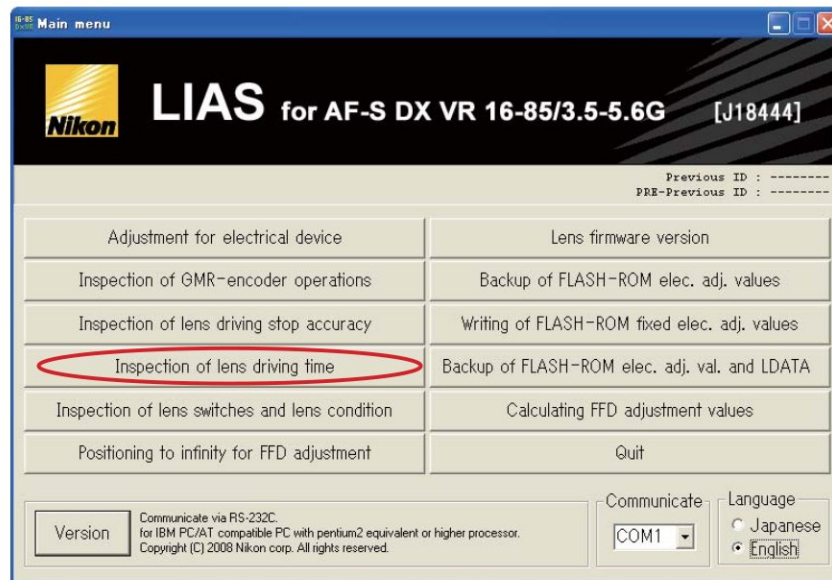 Main menu
Nikon
LIAS for AF-S DX VR 16-85/3.5-5.6G [J18444]
Previous ID : --------
PRE-Previous ID : --------
Adjustment for electrical device
Lens firmware version
Inspection of GMR-encoder operations
Backup of FLASH-ROM elec. adj. values
Inspection of lens driving stop accuracy
Writing of FLASH-ROM fixed elec. adj. values
Inspection of lens driving time
Backup of FLASH-ROM elec. adj. val. and LDATA
Inspection of lens switches and lens condition
Calculating FFD adjustment values
Positioning to infinity for FFD adjustment
Quit
Version
Communicate via RS-232C.
for IBM PC/AT compatible PC with pentium2 equivalent or higher processor.
Copyright (C) 2008 Nikon corp. All rights reserved.
Communicate
COM1
Language
Japanese
English